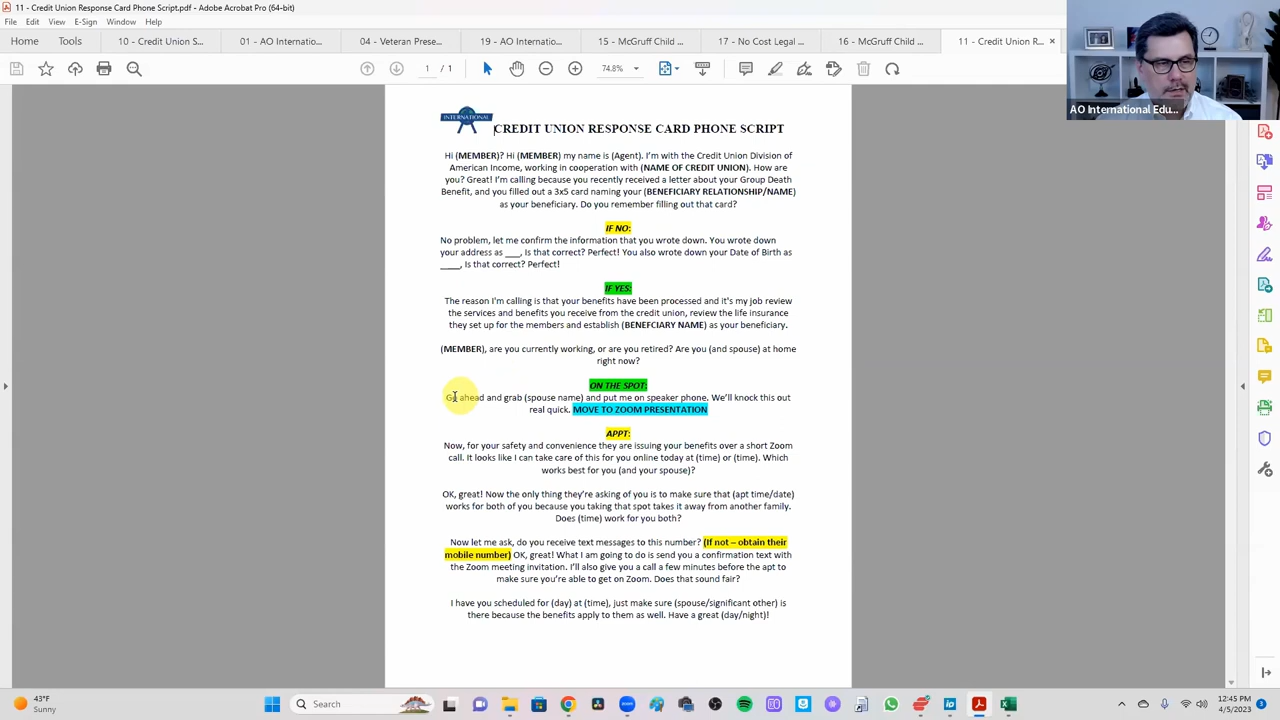 11 - Credit Union Response Card Phone Script.pdf - Adobe Acrobat Pro (64-bit)
File Edit View E-Sign Window Help
Home Tools 10 - Credit Union S... 01 - AO Internatio... 04 - Veteran Prese... 19 - AO Internatio... 15 - McGruff Child ... 17 - No Cost Legal ... 16 - McGruff Child ... 11 - Credit Union R...
1 / 1 74.8%
AO International Edu...
INTERNATIONAL
CREDIT UNION RESPONSE CARD PHONE SCRIPT
Hi (MEMBER)? Hi (MEMBER) my name is (Agent). I'm with the Credit Union Division of
American Income, working in cooperation with (NAME OF CREDIT UNION). How are
you? Great! I'm calling because you recently received a letter about your Group Death
Benefit, and you filled out a 3x5 card naming your (BENEFICIARY RELATIONSHIP/NAME)
as your beneficiary. Do you remember filling out that card?
IF NO:
No problem, let me confirm the information that you wrote down. You wrote down
your address as ___, Is that correct? Perfect! You also wrote down your Date of Birth as
____, Is that correct? Perfect!
IF YES:
The reason I'm calling is that your benefits have been processed and it's my job review
the services and benefits you receive from the credit union, review the life insurance
they set up for the members and establish (BENEFCIARY NAME) as your beneficiary.
(MEMBER), are you currently working, or are you retired? Are you (and spouse) at home
right now?
ON THE SPOT:
Go ahead and grab (spouse name) and put me on speaker phone. We'll knock this out
real quick. MOVE TO ZOOM PRESENTATION
APPT:
Now, for your safety and convenience they are issuing your benefits over a short Zoom
call. It looks like I can take care of this for you online today at (time) or (time). Which
works best for you (and your spouse)?
OK, great! Now the only thing they're asking of you is to make sure that (apt time/date)
works for both of you because you taking that spot takes it away from another family.
Does (time) work for you both?
Now let me ask, do you receive text messages to this number? (If not – obtain their
mobile number) OK, great! What I am going to do is send you a confirmation text with
the Zoom meeting invitation. I'll also give you a call a few minutes before the apt to
make sure you're able to get on Zoom. Does that sound fair?
I have you scheduled for (day) at (time), just make sure (spouse/significant other) is
there because the benefits apply to them as well. Have a great (day/night)!
43°F
Sunny
Search
12:45 PM
4/5/2023